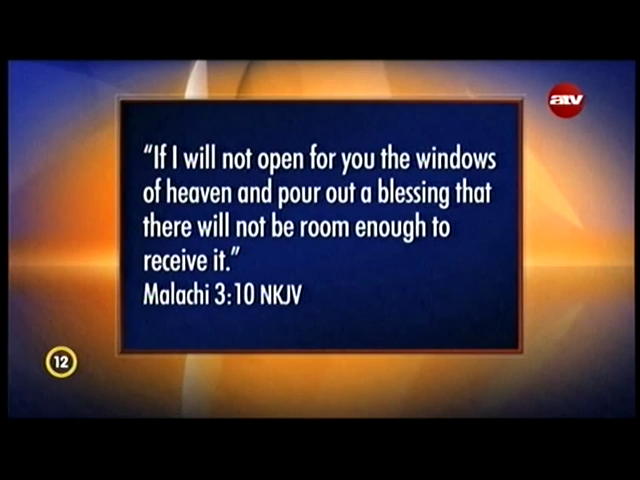 atv
“If I will not open for you the windows
of heaven and pour out a blessing that
there will not be room enough to
receive it.”
Malachi 3:10 NKJV
12